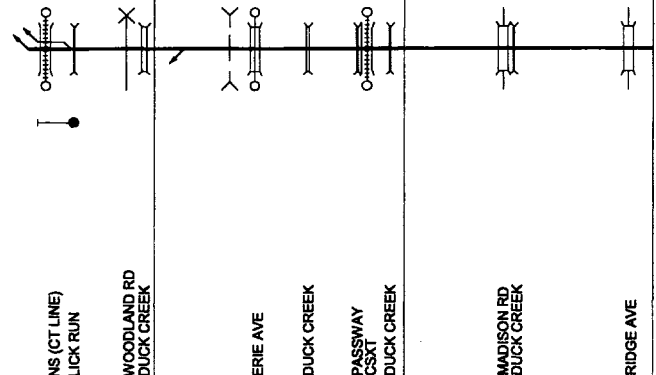 NS (CT LINE)
LICK RUN
WOODLAND RD
DUCK CREEK
ERIE AVE
DUCK CREEK
PASSWAY
CSXT
DUCK CREEK
MADISON RD
DUCK CREEK
RIDGE AVE